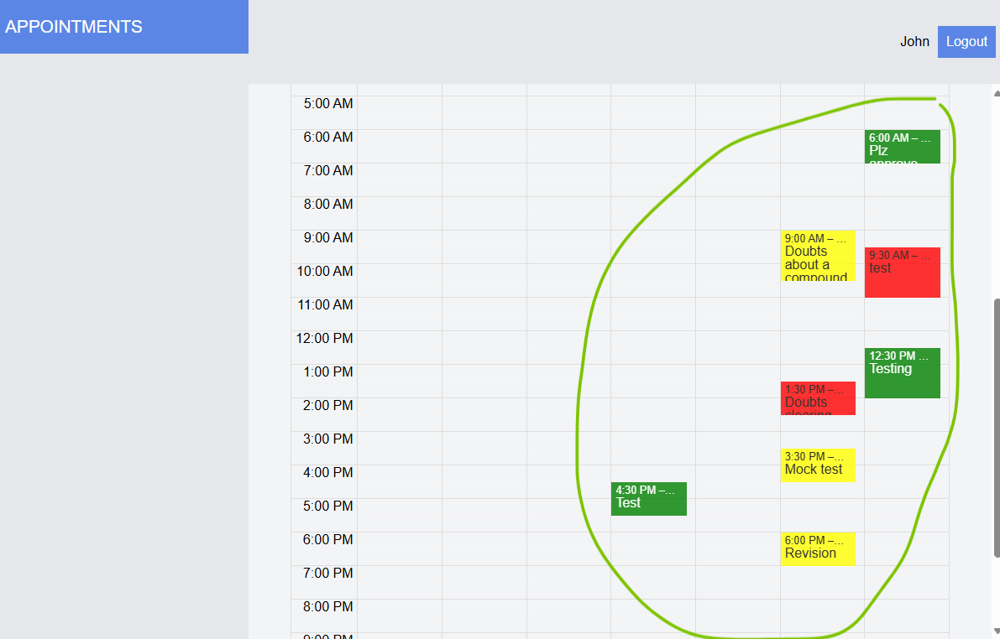 APPOINTMENTS
John
Logout
5:00 AM
6:00 AM
7:00 AM
8:00 AM
9:00 AM
10:00 AM
11:00 AM
12:00 PM
1:00 PM
2:00 PM
3:00 PM
4:00 PM
5:00 PM
6:00 PM
7:00 PM
8:00 PM
9:00 PM
4:30 PM –...
Test
9:00 AM – ...
Doubts
about a
compound
1:30 PM –...
Doubts
clearing
3:30 PM –...
Mock test
6:00 PM –...
Revision
6:00 AM – ...
Plz
approve
9:30 AM – ...
test
12:30 PM ...
Testing